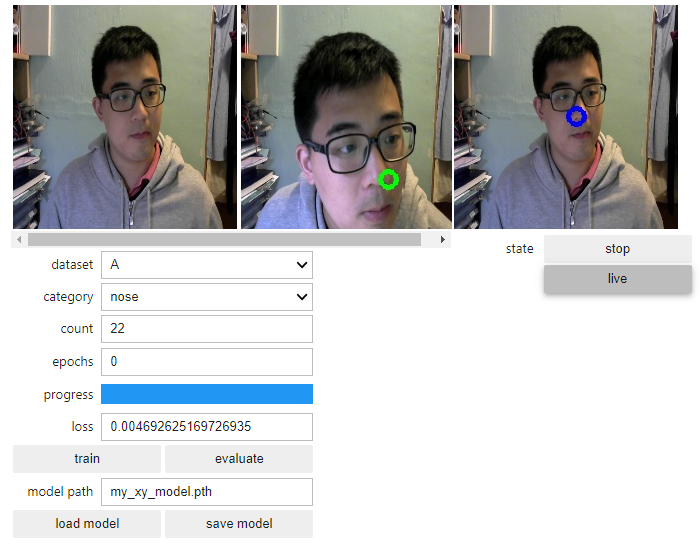 state stop
live
dataset A
category nose
count 22
epochs 0
progress
loss 0.004692625169726935
train evaluate
model path my_xy_model.pth
load model save model